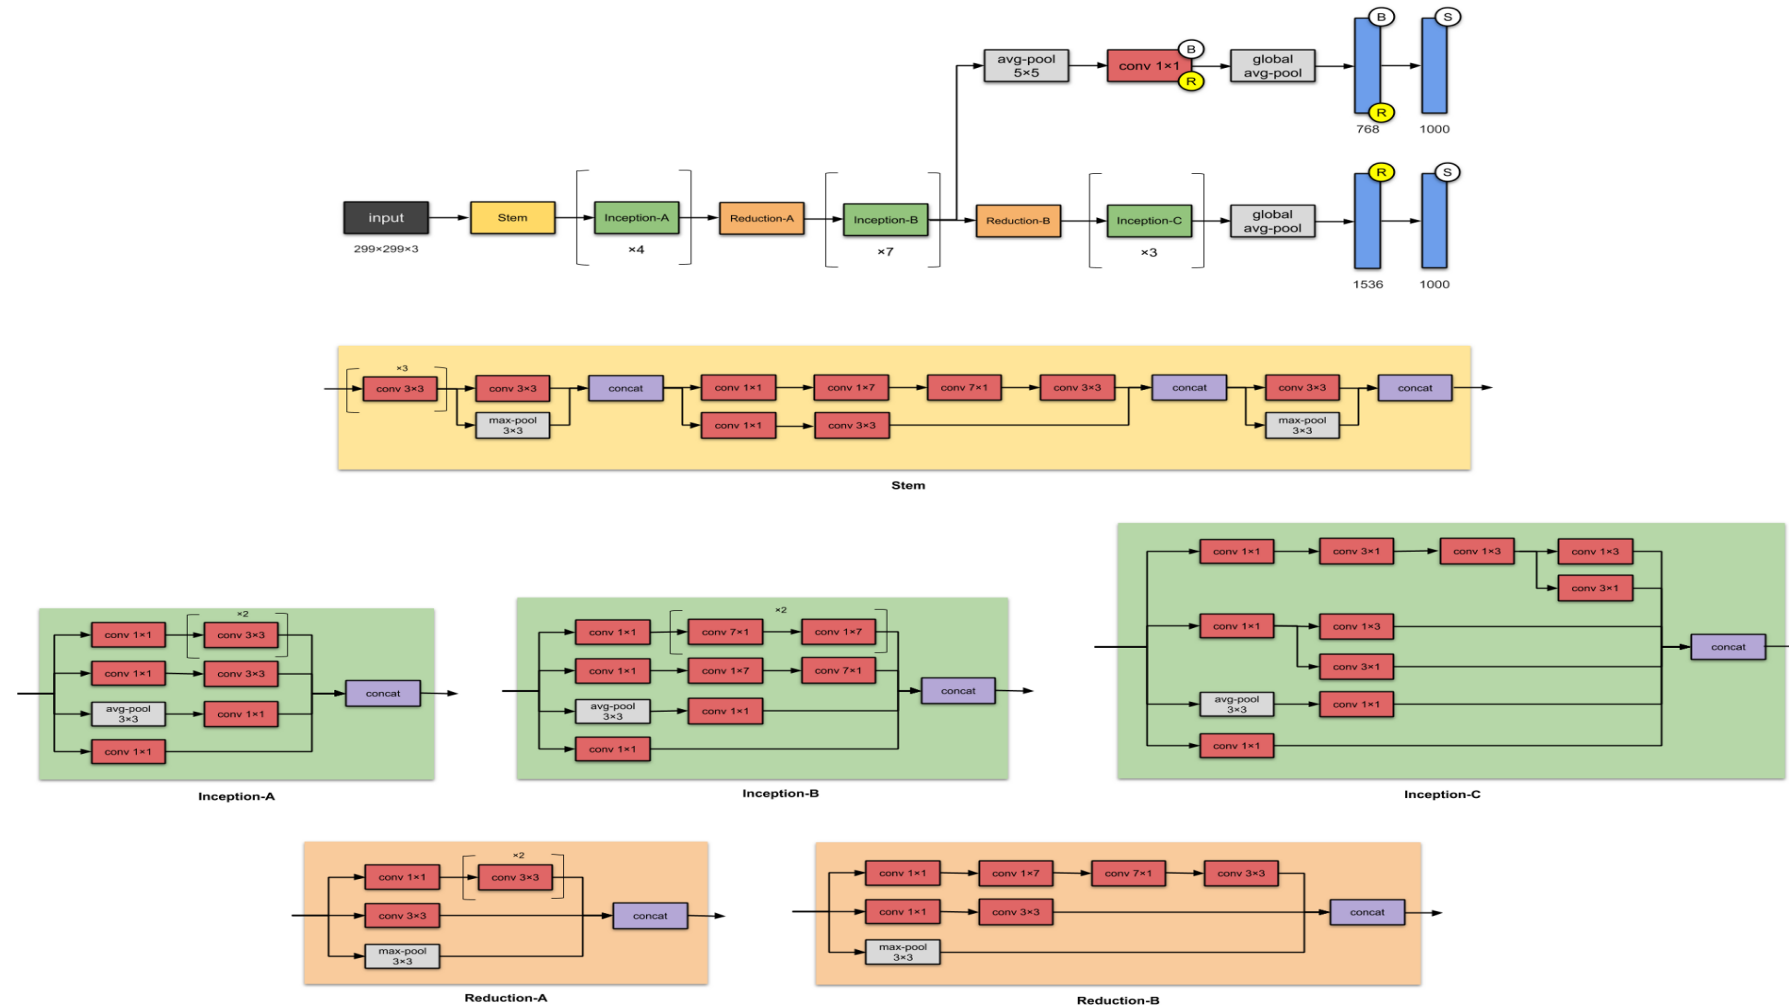 B
S
avg-pool
5×5
conv 1×1
B
R
global
avg-pool
R
768
1000
input
299×299×3
Stem
Inception-A
×4
Reduction-A
Inception-B
×7
Reduction-B
Inception-C
×3
global
avg-pool
R
S
1536
1000
×3
conv 3×3
conv 3×3
concat
conv 1×1
conv 1×7
conv 7×1
conv 3×3
concat
conv 3×3
concat
max-pool
3×3
conv 1×1
conv 3×3
max-pool
3×3
Stem
×2
conv 1×1
conv 3×3
conv 1×1
conv 3×3
avg-pool
3×3
conv 1×1
conv 1×1
concat
Inception-A
×2
conv 1×1
conv 7×1
conv 1×7
conv 1×1
conv 1×7
conv 7×1
avg-pool
3×3
conv 1×1
conv 1×1
concat
Inception-B
conv 1×1
conv 3×1
conv 1×3
conv 1×3
conv 3×1
conv 1×1
conv 1×3
conv 3×1
avg-pool
3×3
conv 1×1
conv 1×1
concat
Inception-C
×2
conv 1×1
conv 3×3
conv 3×3
max-pool
3×3
concat
Reduction-A
conv 1×1
conv 1×7
conv 7×1
conv 3×3
conv 1×1
conv 3×3
max-pool
3×3
concat
Reduction-B